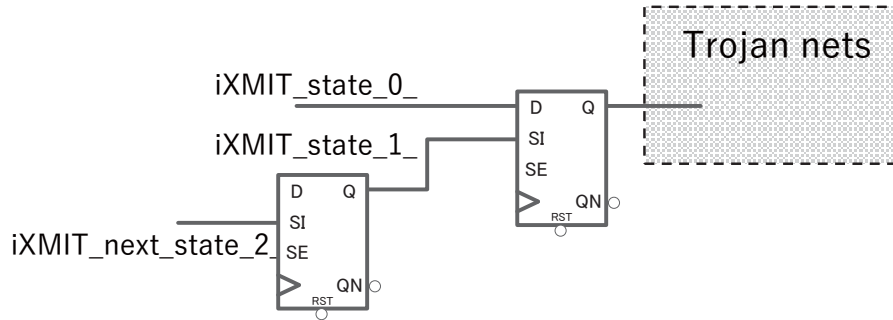 Trojan nets
iXMIT_state_0_
D Q
iXMIT_state_1_
SI
SE
QN
RST
D Q
SI
iXMIT_next_state_2_
SE
QN
RST